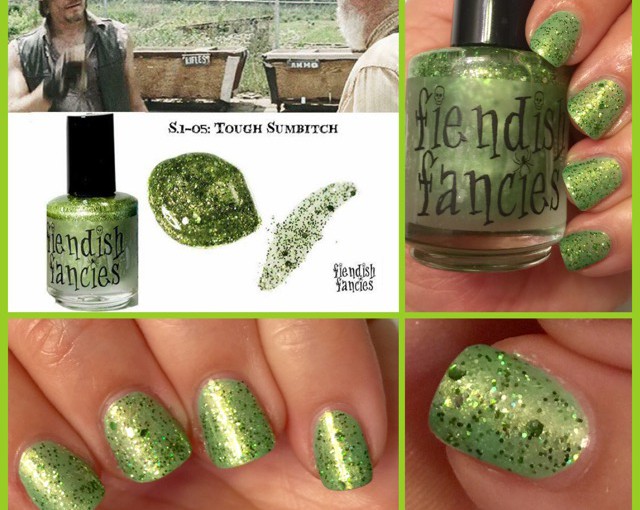 RIFLES
AMMO
S.1-05: TOUGH SUMBITCH
fiendish
fancies
fiendish
fancies
fiendish
fancies